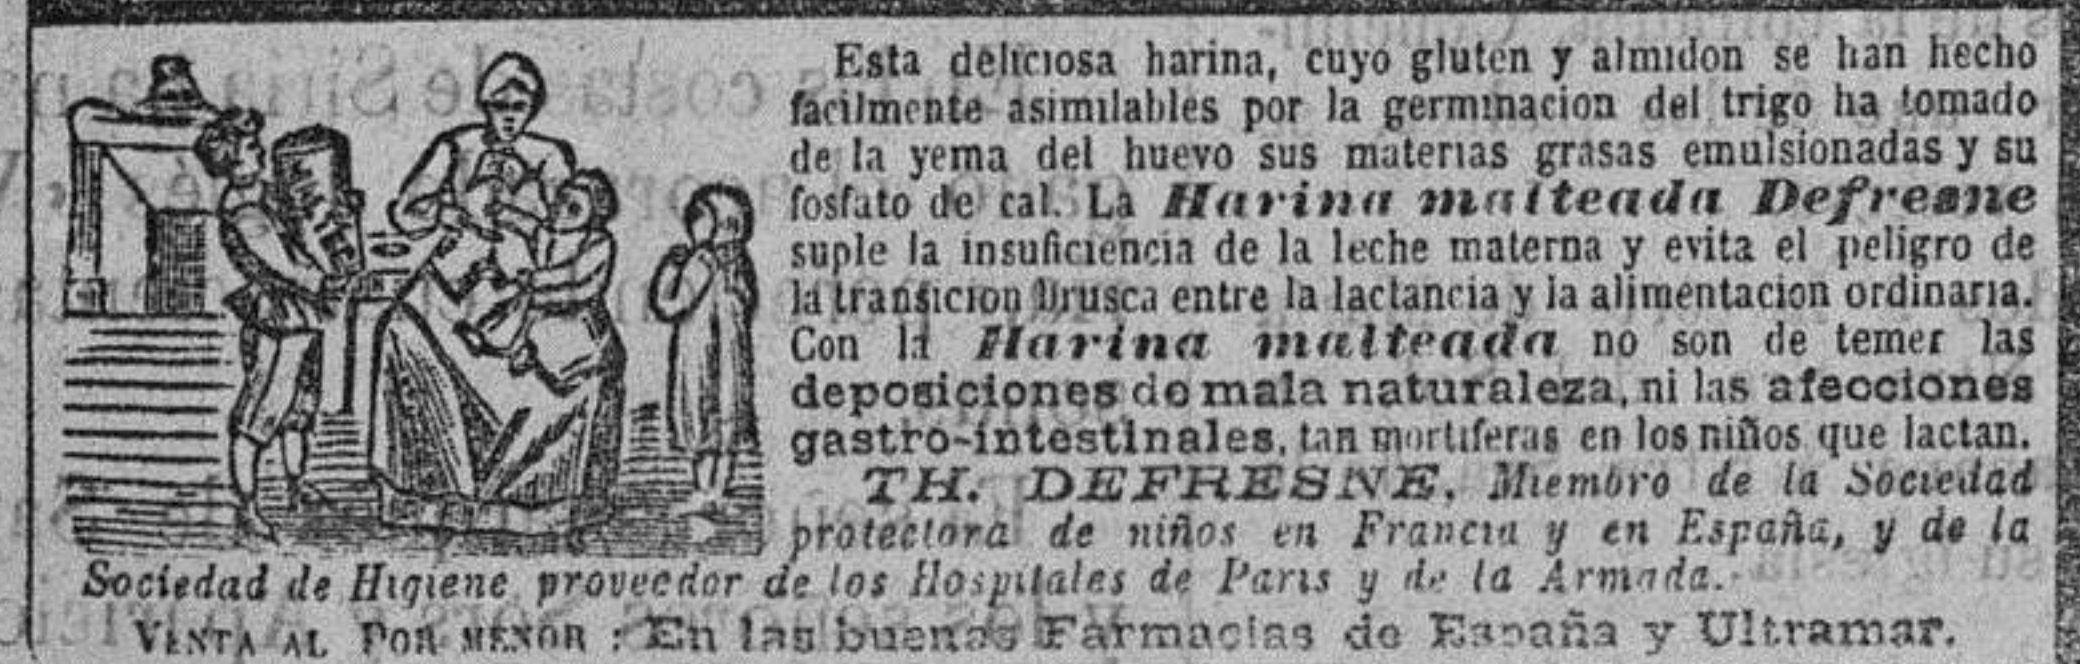 Esta deliciosa harina, cuyo gluten y almidon se han hecho
facilmente asimilables por la germinacion del trigo ha tomado
de la yema del huevo sus materias grasas emulsionadas y su
fosfato de cal. La Harina malteada Defresne
suple la insuficiencia de la leche materna y evita el peligro de
la transicion brusca entre la lactancia y la alimentacion ordinaria.
Con la Harina malteada no son de temer las
deposiciones de mala naturaleza, ni las afecciones
gastro-intestinales, tan mortiferas en los niños que lactan.
TH. DEFRESNE, Miembro de la Sociedad
protectora de niños en Francia y en España, y de la
Sociedad de Higiene proveedor de los Hospitales de Paris y de la Armada.
VENTA AL POR MENOR : En las buenas Farmacias de España y Ultramar.